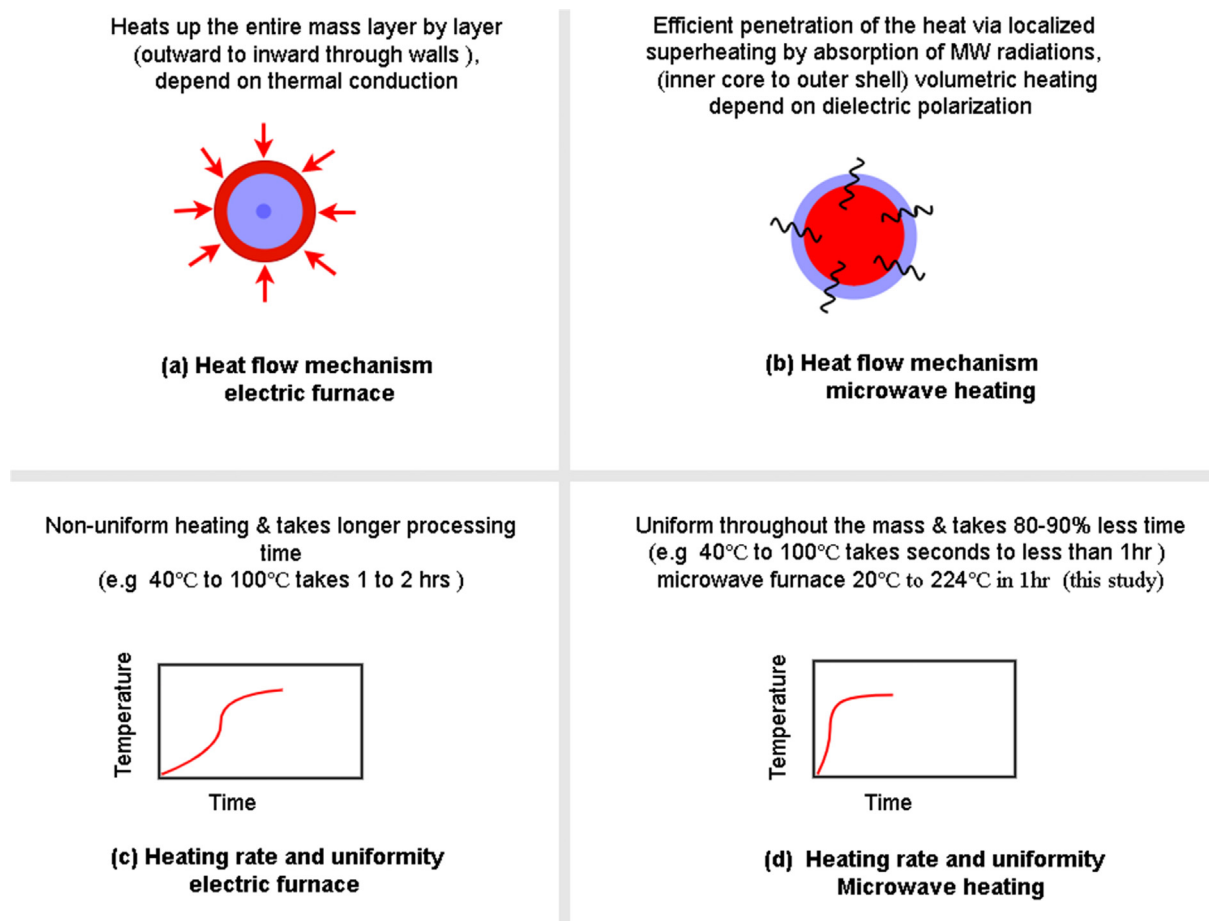 Heats up the entire mass layer by layer
(outward to inward through walls ),
depend on thermal conduction
(a) Heat flow mechanism
electric furnace
Efficient penetration of the heat via localized
superheating by absorption of MW radiations,
(inner core to outer shell) volumetric heating
depend on dielectric polarization
(b) Heat flow mechanism
microwave heating
Non-uniform heating & takes longer processing
time
(e.g 40°C to 100°C takes 1 to 2 hrs )
Temperature
Time
(c) Heating rate and uniformity
electric furnace
Uniform throughout the mass & takes 80-90% less time
(e.g 40°C to 100°C takes seconds to less than 1hr )
microwave furnace 20°C to 224°C in 1hr (this study)
Temperature
Time
(d) Heating rate and uniformity
Microwave heating